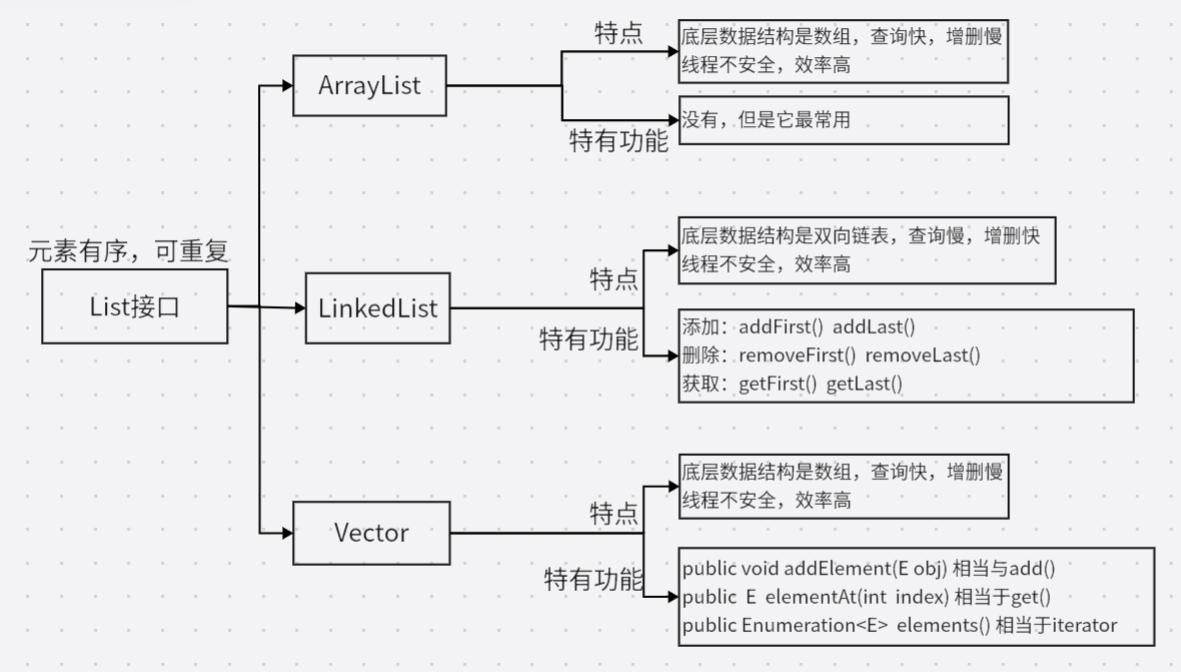 元素有序，可重复
List接口
ArrayList
特点
底层数据结构是数组，查询快，增删慢
线程不安全，效率高
特有功能
没有，但是它最常用
LinkedList
特点
底层数据结构是双向链表，查询慢，增删快
线程不安全，效率高
特有功能
添加：addFirst() addLast()
删除：removeFirst() removeLast()
获取：getFirst() getLast()
Vector
特点
底层数据结构是数组，查询快，增删慢
线程不安全，效率高
特有功能
public void addElement(E obj) 相当与add()
public E elementAt(int index) 相当于get()
public Enumeration<E> elements() 相当于iterator